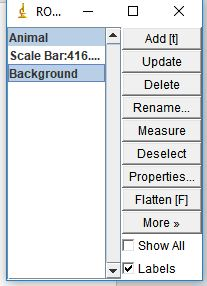 RO...
Animal
Scale Bar:416....
Background
Add [t]
Update
Delete
Rename...
Measure
Deselect
Properties...
Flatten [F]
More »
Show All
Labels